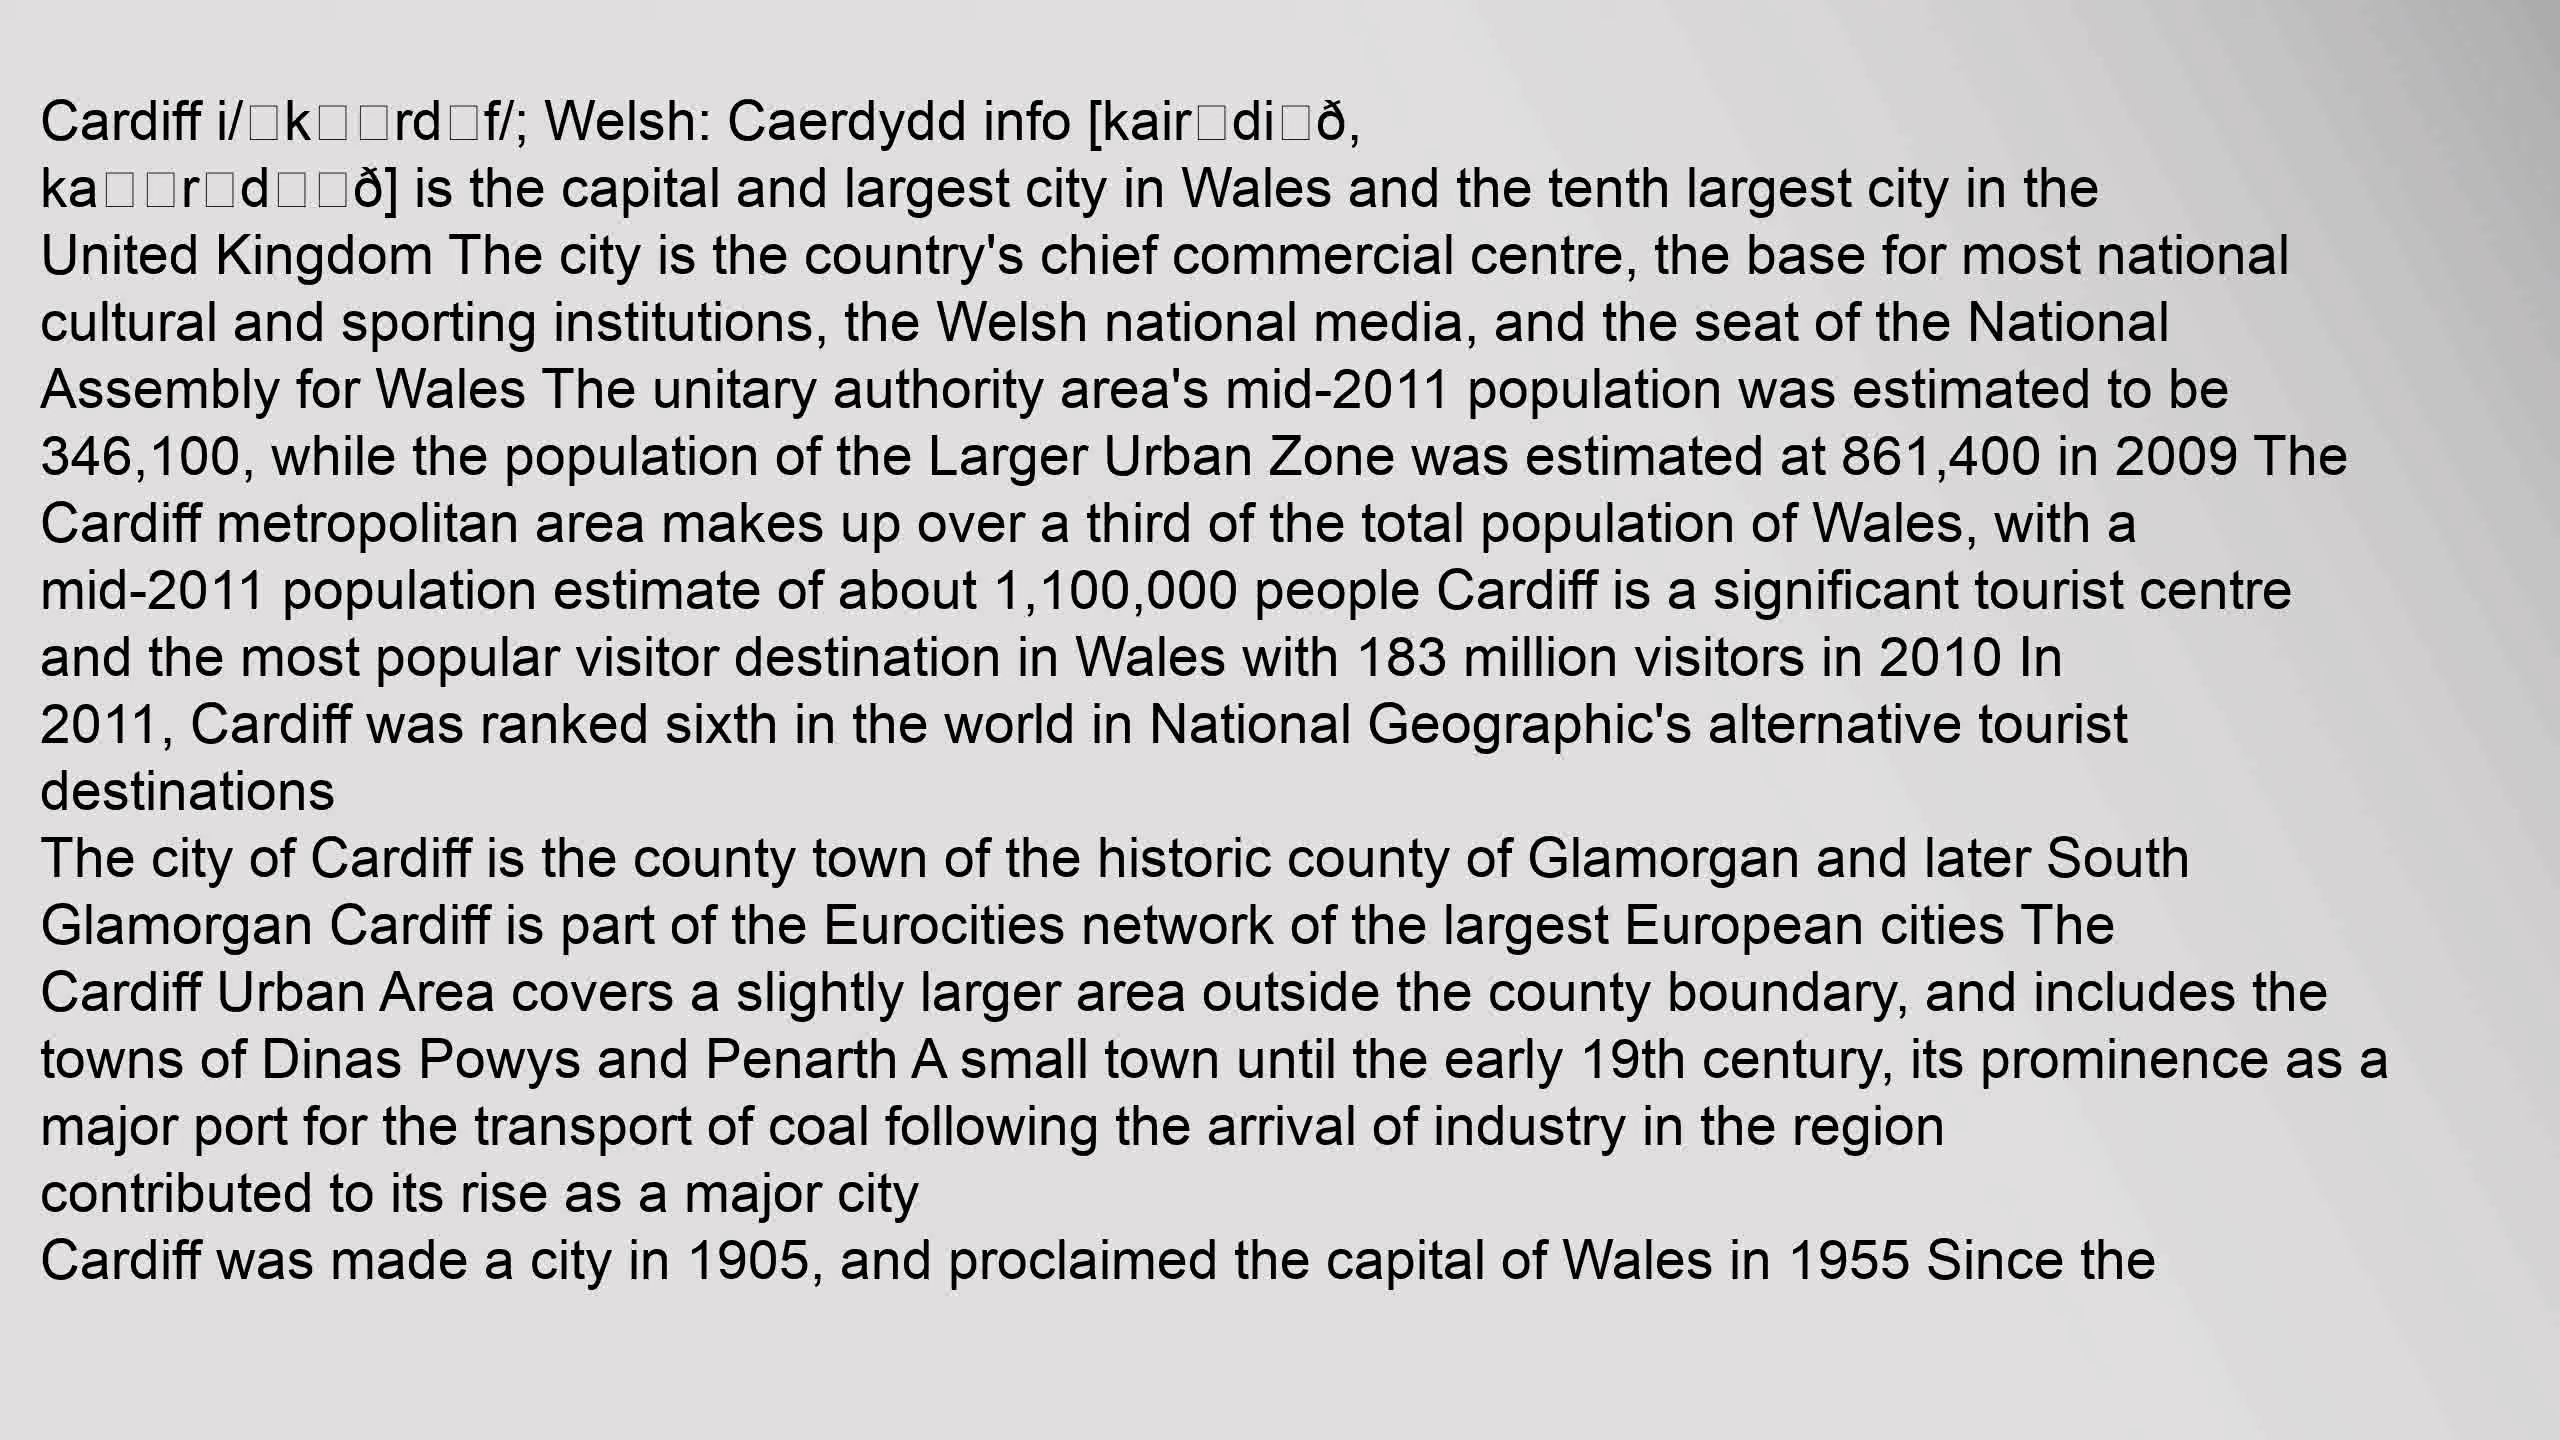 Cardiff i/□k□□rd□f/; Welsh: Caerdydd info [kair□di□ð,
ka□□r□d□□ð] is the capital and largest city in Wales and the tenth largest city in the
United Kingdom The city is the country's chief commercial centre, the base for most national
cultural and sporting institutions, the Welsh national media, and the seat of the National
Assembly for Wales The unitary authority area's mid-2011 population was estimated to be
346,100, while the population of the Larger Urban Zone was estimated at 861,400 in 2009 The
Cardiff metropolitan area makes up over a third of the total population of Wales, with a
mid-2011 population estimate of about 1,100,000 people Cardiff is a significant tourist centre
and the most popular visitor destination in Wales with 183 million visitors in 2010 In
2011, Cardiff was ranked sixth in the world in National Geographic's alternative tourist
destinations
The city of Cardiff is the county town of the historic county of Glamorgan and later South
Glamorgan Cardiff is part of the Eurocities network of the largest European cities The
Cardiff Urban Area covers a slightly larger area outside the county boundary, and includes the
towns of Dinas Powys and Penarth A small town until the early 19th century, its prominence as a
major port for the transport of coal following the arrival of industry in the region
contributed to its rise as a major city
Cardiff was made a city in 1905, and proclaimed the capital of Wales in 1955 Since the